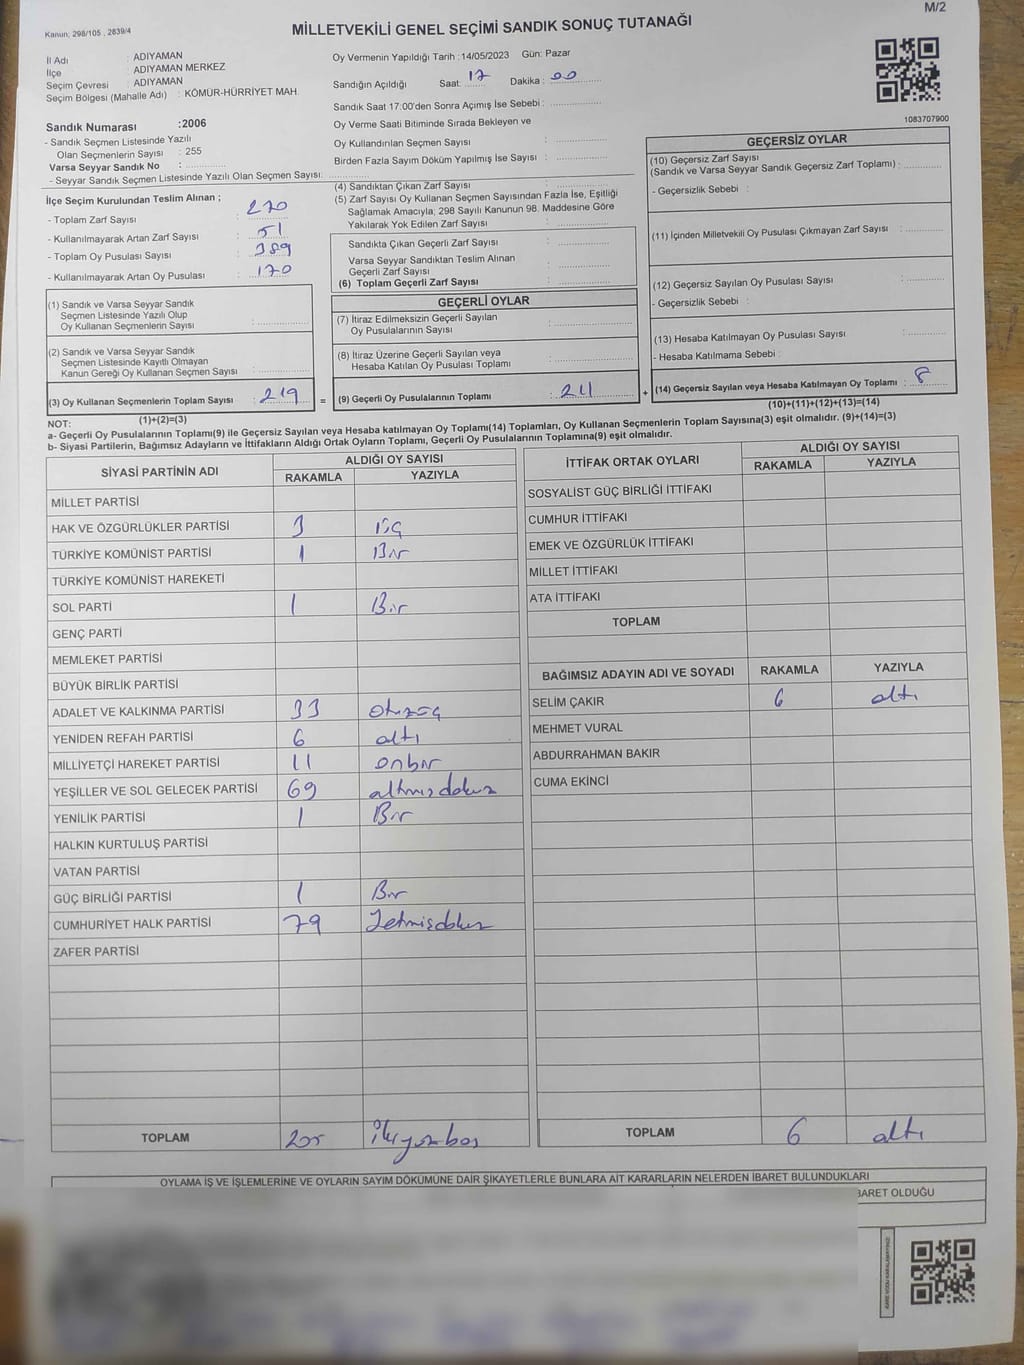 M/2
Kanun; 298/105 , 2839/4
MİLLETVEKİLİ GENEL SEÇİMİ SANDIK SONUÇ TUTANAĞI
İl Adı : ADIYAMAN
İlçe : ADIYAMAN MERKEZ
Seçim Çevresi : ADIYAMAN
Seçim Bölgesi (Mahalle Adı) : KÖMÜR-HÜRRİYET MAH.
Oy Vermenin Yapıldığı Tarih :14/05/2023 Gün: Pazar
Sandığın Açıldığı Saat: 17 Dakika : 00
Sandık Saat 17:00'den Sonra Açımış İse Sebebi :
Oy Verme Saati Bitiminde Sırada Bekleyen ve
Oy Kullandırılan Seçmen Sayısı :
Birden Fazla Sayım Döküm Yapılmış İse Sayısı :
1083707900
Sandık Numarası :2006
- Sandık Seçmen Listesinde Yazılı
Olan Seçmenlerin Sayısı : 255
Varsa Seyyar Sandık No :
- Seyyar Sandık Seçmen Listesinde Yazılı Olan Seçmen Sayısı:
İlçe Seçim Kurulundan Teslim Alınan ;
- Toplam Zarf Sayısı : 270
- Kullanılmayarak Artan Zarf Sayısı : 51
- Toplam Oy Pusulası Sayısı : 389
- Kullanılmayarak Artan Oy Pusulası : 170
(1) Sandık ve Varsa Seyyar Sandık
Seçmen Listesinde Yazılı Olup
Oy Kullanan Seçmenlerin Sayısı :
(2) Sandık ve Varsa Seyyar Sandık
Seçmen Listesinde Kayıtlı Olmayan
Kanun Gereği Oy Kullanan Seçmen Sayısı :
(3) Oy Kullanan Seçmenlerin Toplam Sayısı : 219
(1)+(2)=(3)
(4) Sandıktan Çıkan Zarf Sayısı :
(5) Zarf Sayısı Oy Kullanan Seçmen Sayısından Fazla İse, Eşitliği
Sağlamak Amacıyla; 298 Sayılı Kanunun 98. Maddesine Göre
Yakılarak Yok Edilen Zarf Sayısı :
Sandıkta Çıkan Geçerli Zarf Sayısı :
Varsa Seyyar Sandıktan Teslim Alınan
Geçerli Zarf Sayısı :
(6) Toplam Geçerli Zarf Sayısı :
GEÇERLİ OYLAR
(7) İtiraz Edilmeksizin Geçerli Sayılan
Oy Pusulalarının Sayısı :
(8) İtiraz Üzerine Geçerli Sayılan veya
Hesaba Katılan Oy Pusulası Toplamı :
= (9) Geçerli Oy Pusulalarının Toplamı : 211
GEÇERSİZ OYLAR
(10) Geçersiz Zarf Sayısı
(Sandık ve Varsa Seyyar Sandık Geçersiz Zarf Toplamı) :
- Geçersizlik Sebebi :
(11) İçinden Milletvekili Oy Pusulası Çıkmayan Zarf Sayısı :
(12) Geçersiz Sayılan Oy Pusulası Sayısı :
- Geçersizlik Sebebi :
(13) Hesaba Katılmayan Oy Pusulası Sayısı :
- Hesaba Katılmama Sebebi :
+ (14) Geçersiz Sayılan veya Hesaba Katılmayan Oy Toplamı : 8
(10)+(11)+(12)+(13)=(14)
NOT:
a- Geçerli Oy Pusulalarının Toplamı(9) ile Geçersiz Sayılan veya Hesaba Katılmayan Oy Toplamı(14) Toplamları, Oy Kullanan Seçmenlerin Toplam Sayısına(3) eşit olmalıdır. (9)+(14)=(3)
b- Siyasi Partilerin, Bağımsız Adayların ve İttifakların Aldığı Ortak Oyların Toplamı, Geçerli Oy Pusulalarının Toplamına(9) eşit olmalıdır.
SİYASİ PARTİNİN ADI ALDIĞI OY SAYISI
RAKAMLA YAZIYLA
MİLLET PARTİSİ
HAK VE ÖZGÜRLÜKLER PARTİSİ 3 üç
TÜRKİYE KOMÜNİST PARTİSİ 1 Bir
TÜRKİYE KOMÜNİST HAREKETİ
SOL PARTİ 1 Bir
GENÇ PARTİ
MEMLEKET PARTİSİ
BÜYÜK BİRLİK PARTİSİ
ADALET VE KALKINMA PARTİSİ 33 otuzüç
YENİDEN REFAH PARTİSİ 6 altı
MİLLİYETÇİ HAREKET PARTİSİ 11 onbir
YEŞİLLER VE SOL GELECEK PARTİSİ 69 altmışdokuz
YENİLİK PARTİSİ 1 Bir
HALKIN KURTULUŞ PARTİSİ
VATAN PARTİSİ
GÜÇ BİRLİĞİ PARTİSİ 1 Bir
CUMHURİYET HALK PARTİSİ 79 Yetmişdokuz
ZAFER PARTİSİ
TOPLAM 205 ikiyüzbeş
İTTİFAK ORTAK OYLARI ALDIĞI OY SAYISI
RAKAMLA YAZIYLA
SOSYALİST GÜÇ BİRLİĞİ İTTİFAKI
CUMHUR İTTİFAKI
EMEK VE ÖZGÜRLÜK İTTİFAKI
MİLLET İTTİFAKI
ATA İTTİFAKI
TOPLAM
BAĞIMSIZ ADAYIN ADI VE SOYADI RAKAMLA YAZIYLA
SELİM ÇAKIR 6 altı
MEHMET VURAL
ABDURRAHMAN BAKIR
CUMA EKİNCİ
TOPLAM 6 altı
OYLAMA İŞ VE İŞLEMLERİNE VE OYLARIN SAYIM DÖKÜMÜNE DAİR ŞİKAYETLERLE BUNLARA AİT KARARLARIN NELERDEN İBARET BULUNDUKLARI
BARET OLDUĞU